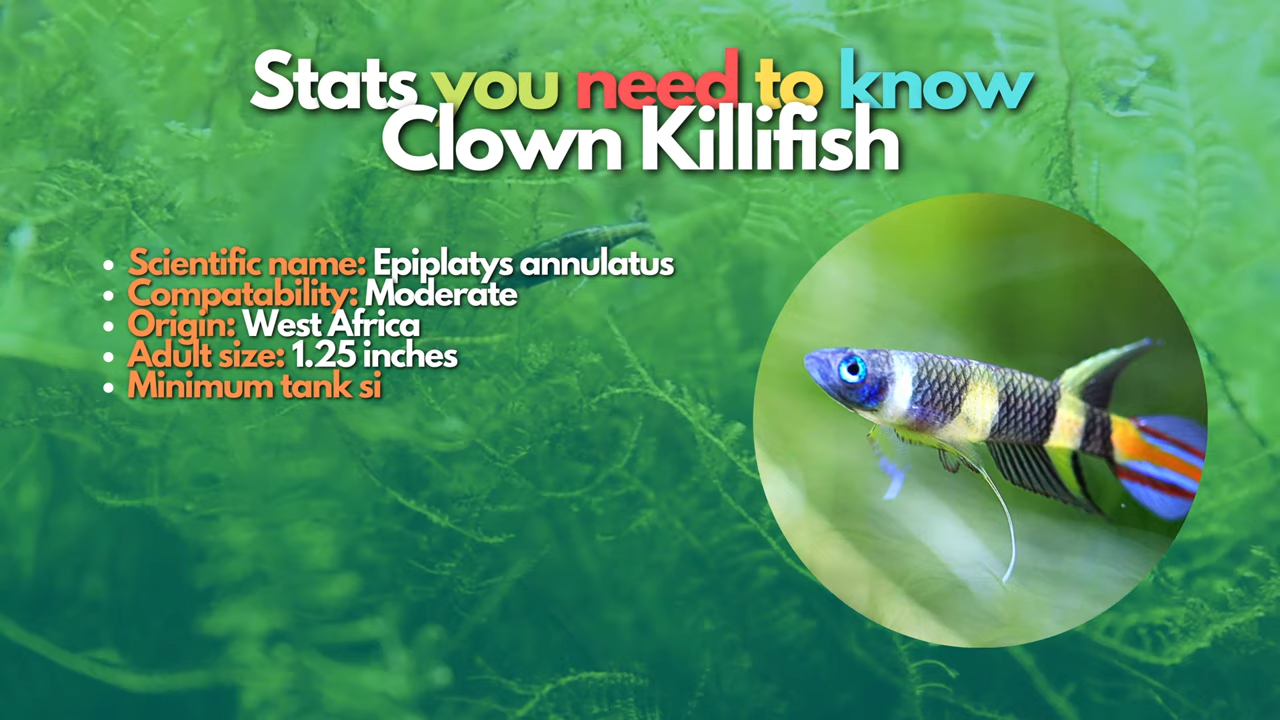 Stats you need to know
Clown Killifish
• Scientific name: Epiplatys annulatus
• Compatability: Moderate
• Origin: West Africa
• Adult size: 1.25 inches
• Minimum tank si